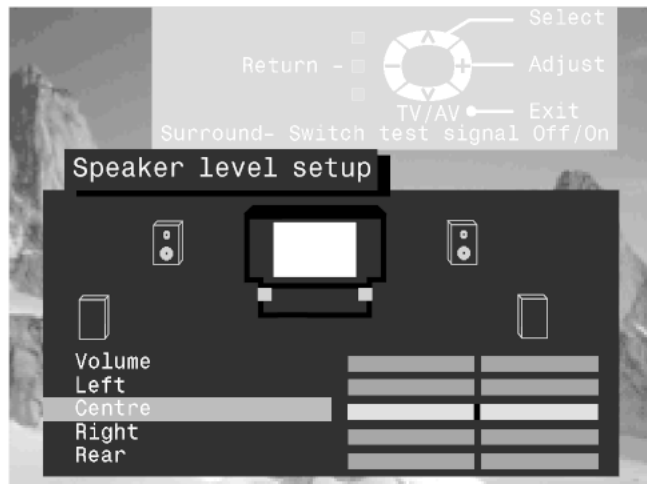 Select
Return – Adjust
TV/AV Exit
Surround– Switch test signal Off/On
Speaker level setup
Volume
Left
Centre
Right
Rear